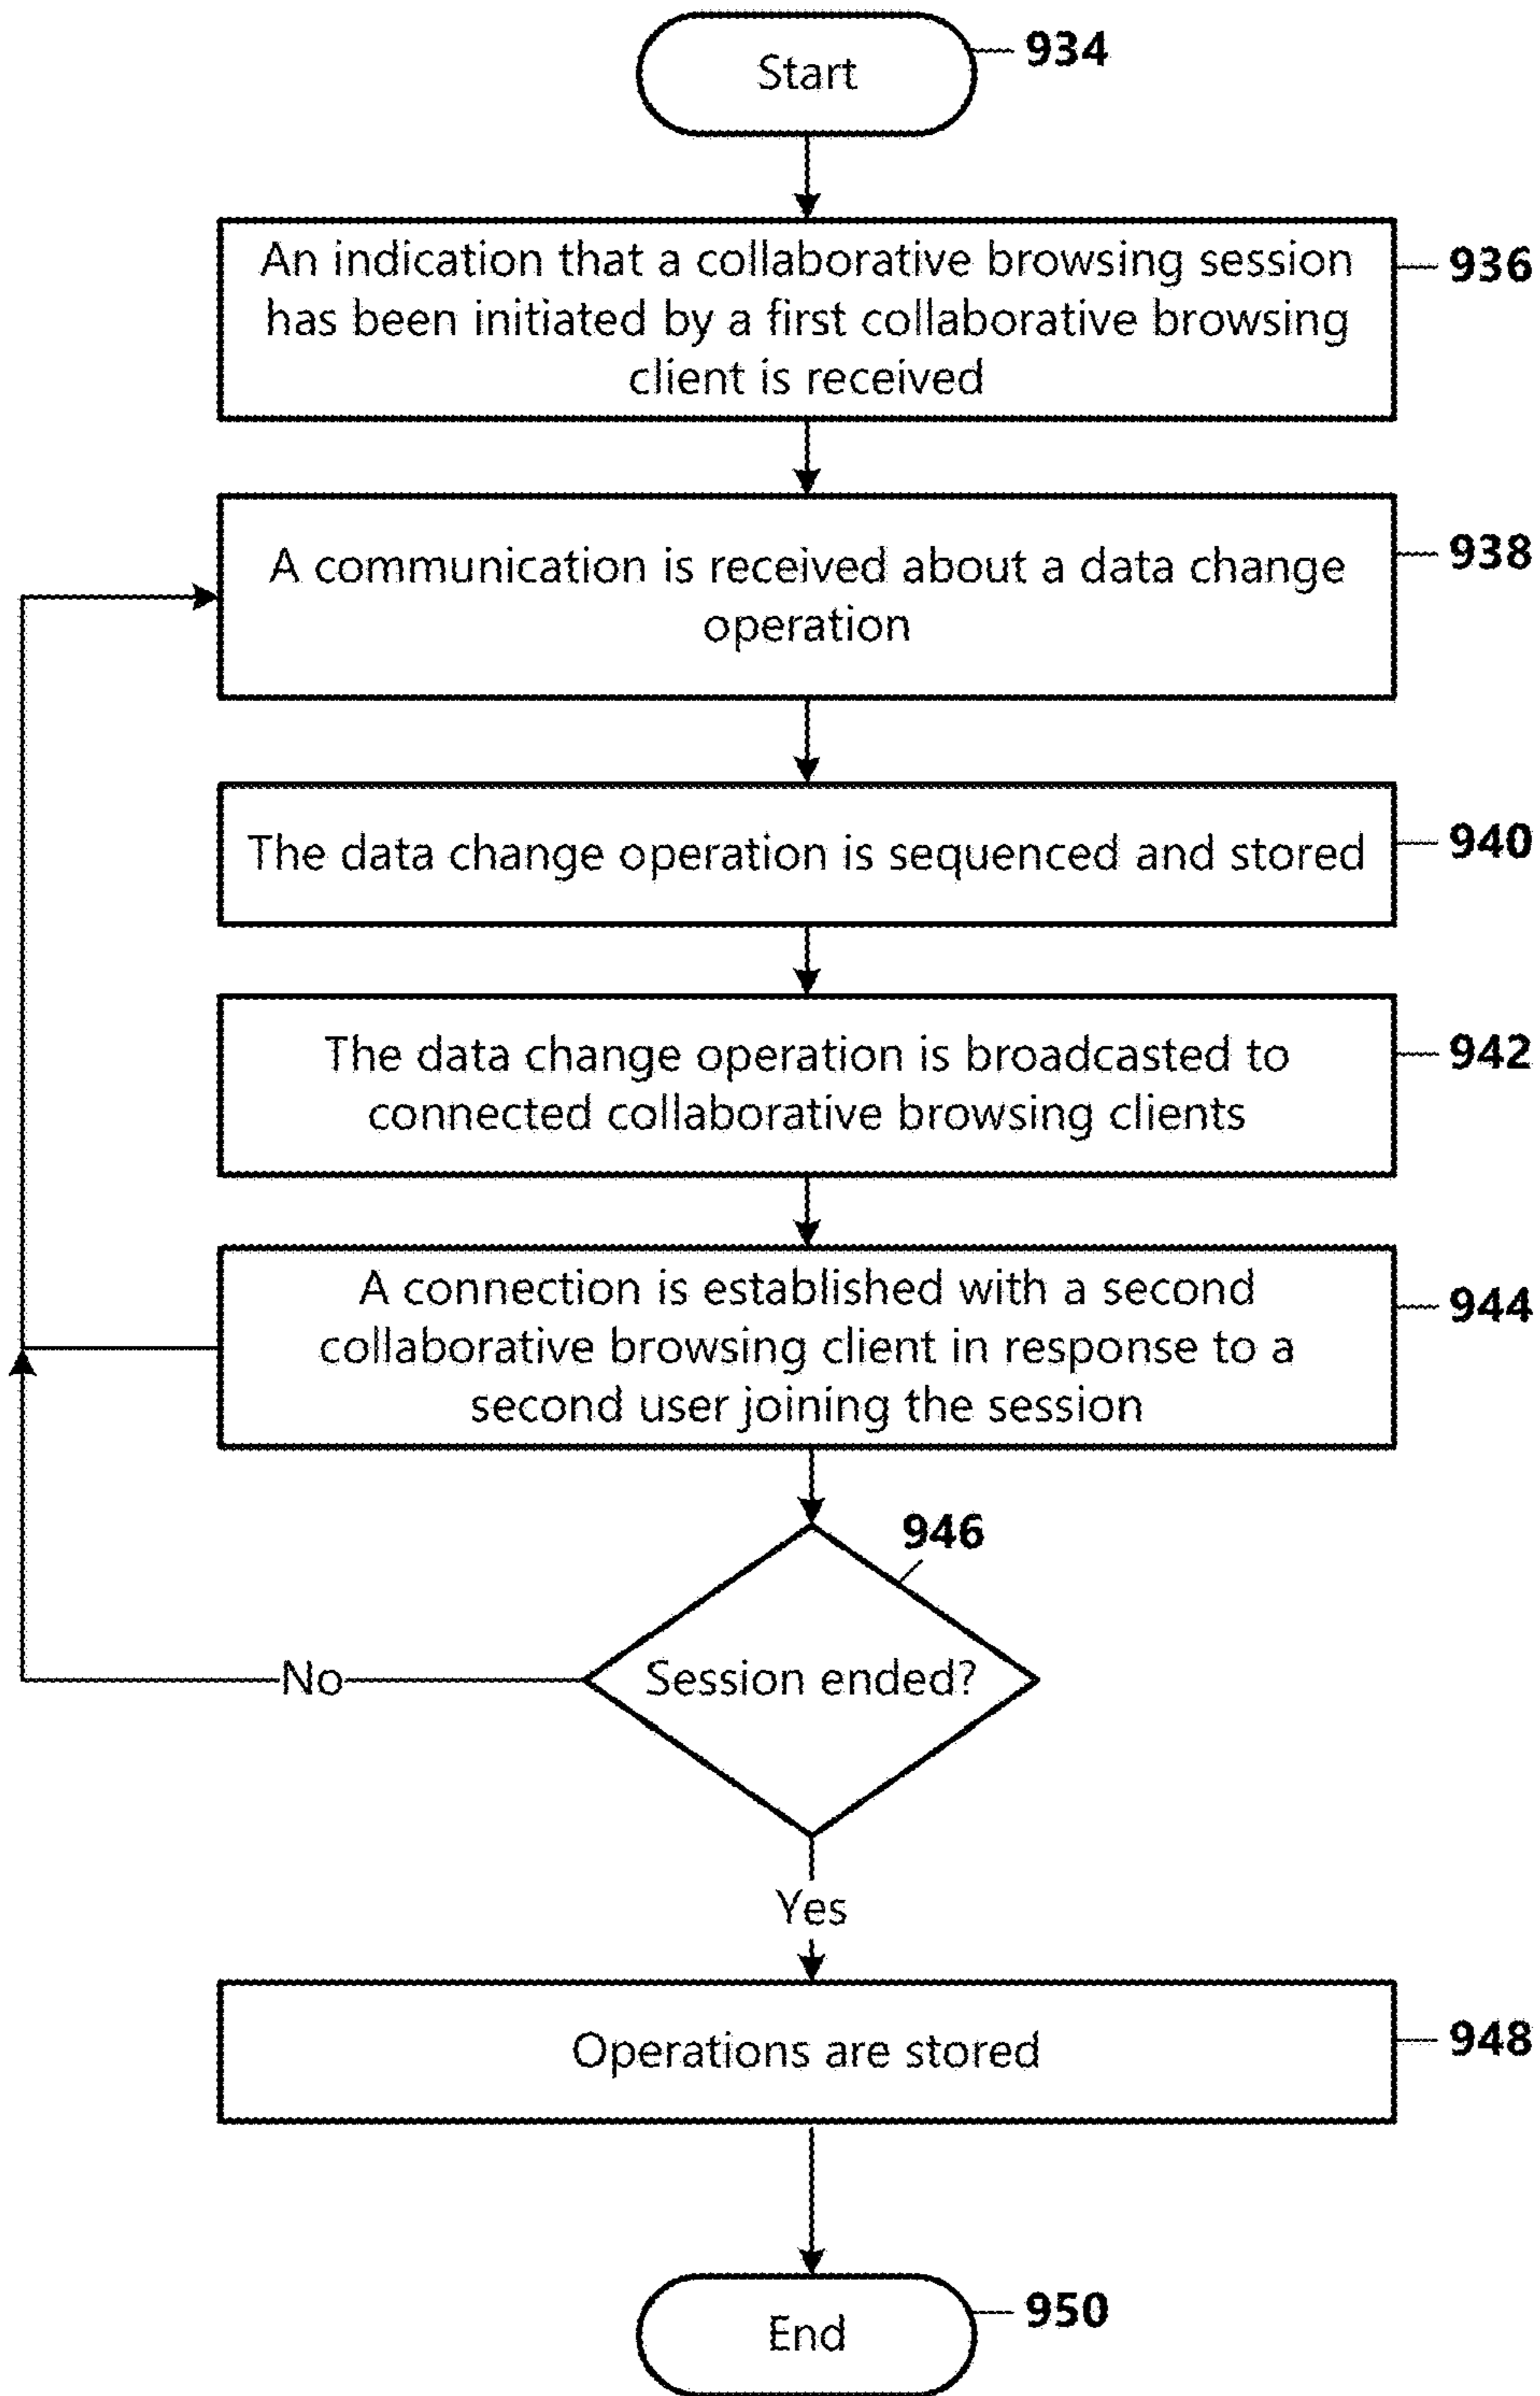 Start
934
An indication that a collaborative browsing session
has been initiated by a first collaborative browsing
client is received
936
A communication is received about a data change
operation
938
The data change operation is sequenced and stored
940
The data change operation is broadcasted to
connected collaborative browsing clients
942
A connection is established with a second
collaborative browsing client in response to a
second user joining the session
944
946
Session ended?
No
Yes
Operations are stored
948
End
950